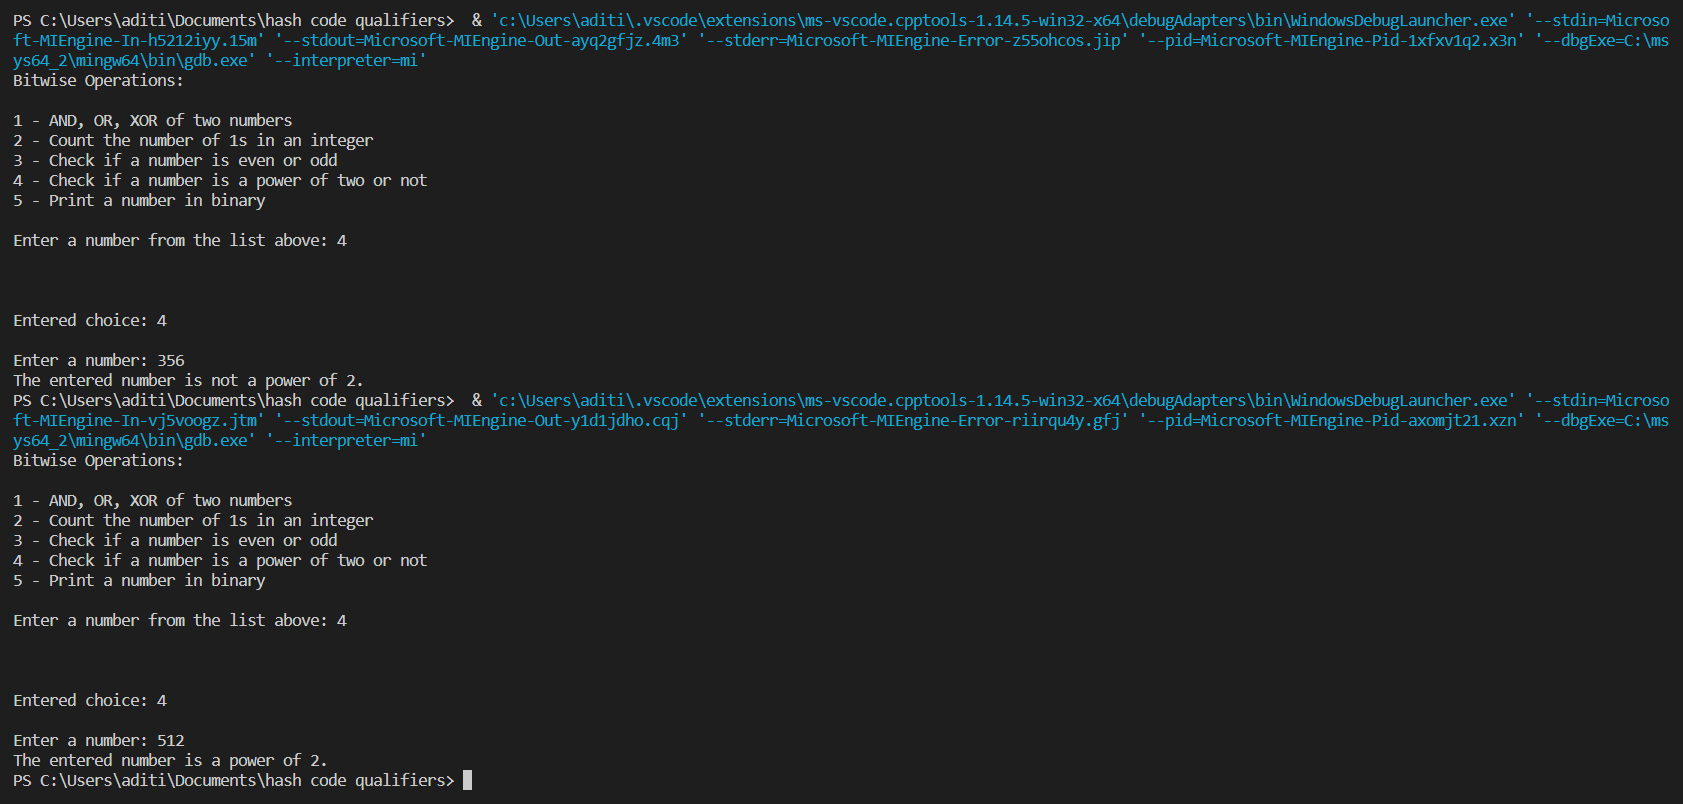 PS C:\Users\aditi\Documents\hash code qualifiers>  & 'c:\Users\aditi\.vscode\extensions\ms-vscode.cpptools-1.14.5-win32-x64\debugAdapters\bin\WindowsDebugLauncher.exe' '--stdin=Microso
ft-MIEngine-In-h5212iyy.15m' '--stdout=Microsoft-MIEngine-Out-ayq2gfjz.4m3' '--stderr=Microsoft-MIEngine-Error-z55ohcos.jip' '--pid=Microsoft-MIEngine-Pid-1xfxv1q2.x3n' '--dbgExe=C:\ms
ys64_2\mingw64\bin\gdb.exe' '--interpreter=mi'
Bitwise Operations:

1 - AND, OR, XOR of two numbers
2 - Count the number of 1s in an integer
3 - Check if a number is even or odd
4 - Check if a number is a power of two or not
5 - Print a number in binary

Enter a number from the list above: 4

Entered choice: 4

Enter a number: 356
The entered number is not a power of 2.
PS C:\Users\aditi\Documents\hash code qualifiers>  & 'c:\Users\aditi\.vscode\extensions\ms-vscode.cpptools-1.14.5-win32-x64\debugAdapters\bin\WindowsDebugLauncher.exe' '--stdin=Microso
ft-MIEngine-In-vj5voogz.jtm' '--stdout=Microsoft-MIEngine-Out-y1d1jdho.cqj' '--stderr=Microsoft-MIEngine-Error-riirqu4y.gfj' '--pid=Microsoft-MIEngine-Pid-axomjt21.xzn' '--dbgExe=C:\ms
ys64_2\mingw64\bin\gdb.exe' '--interpreter=mi'
Bitwise Operations:

1 - AND, OR, XOR of two numbers
2 - Count the number of 1s in an integer
3 - Check if a number is even or odd
4 - Check if a number is a power of two or not
5 - Print a number in binary

Enter a number from the list above: 4

Entered choice: 4

Enter a number: 512
The entered number is a power of 2.
PS C:\Users\aditi\Documents\hash code qualifiers>